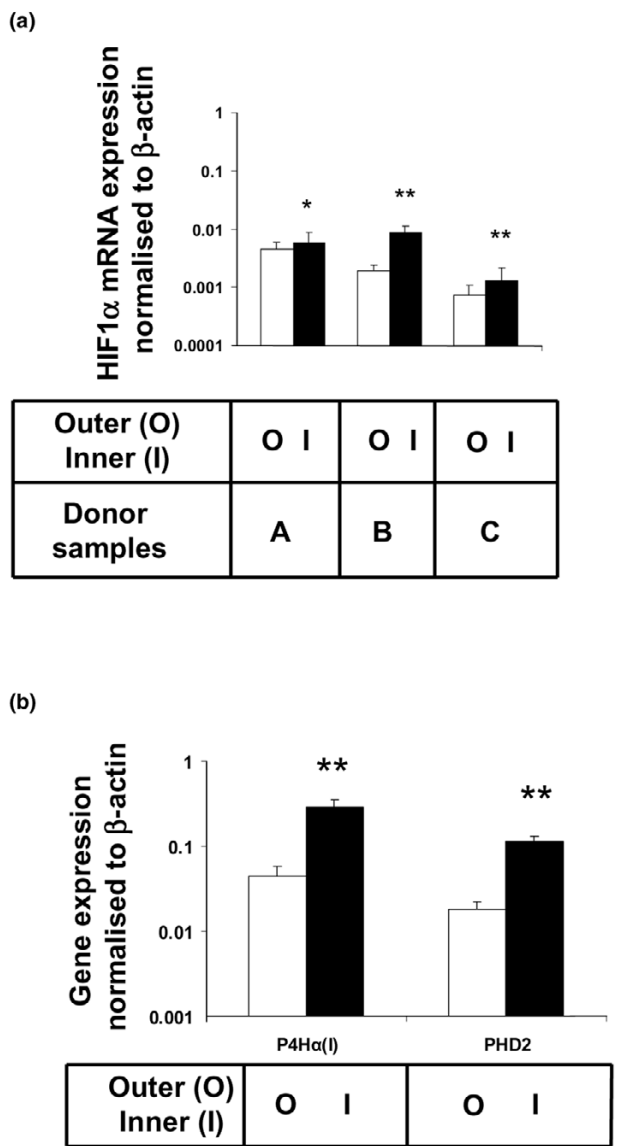 (a)
HIF1α mRNA expression
normalised to β-actin
1
0.1
0.01
0.001
0.0001
*
**
**
Outer (O)
Inner (I)
O I
O I
O I
Donor
samples
A
B
C
(b)
Gene expression
normalised to β-actin
1
0.1
0.01
0.001
**
**
P4Hα(I)
PHD2
Outer (O)
Inner (I)
O I
O I